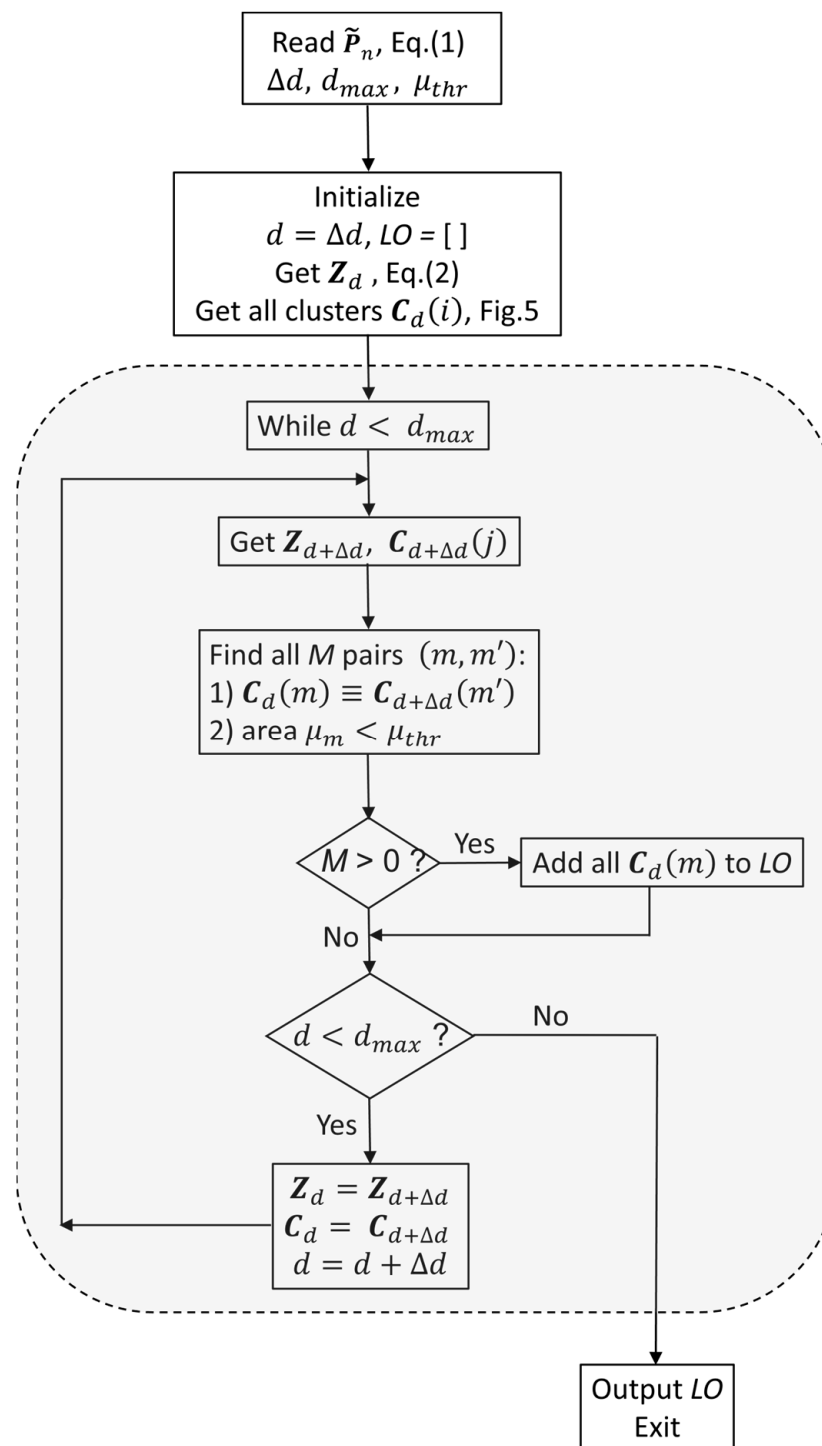 Read P̃ₙ, Eq.(1)
Δd, d_max, μ_thr
Initialize
d = Δd, LO = [ ]
Get Z_d , Eq.(2)
Get all clusters C_d(i), Fig.5
While d < d_max
Get Z_{d+Δd}, C_{d+Δd}(j)
Find all M pairs (m, m′):
1) C_d(m) ≡ C_{d+Δd}(m′)
2) area μ_m < μ_thr
M > 0 ?
Yes
Add all C_d(m) to LO
No
d < d_max ?
No
Yes
Z_d = Z_{d+Δd}
C_d = C_{d+Δd}
d = d + Δd
Output LO
Exit